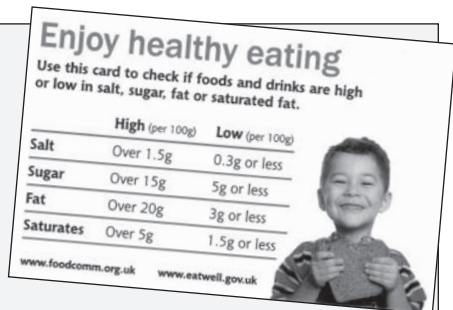 Enjoy healthy eating
Use this card to check if foods and drinks are high
or low in salt, sugar, fat or saturated fat.
High (per 100g) Low (per 100g)
Salt Over 1.5g 0.3g or less
Sugar Over 15g 5g or less
Fat Over 20g 3g or less
Saturates Over 5g 1.5g or less
www.foodcomm.org.uk www.eatwell.gov.uk